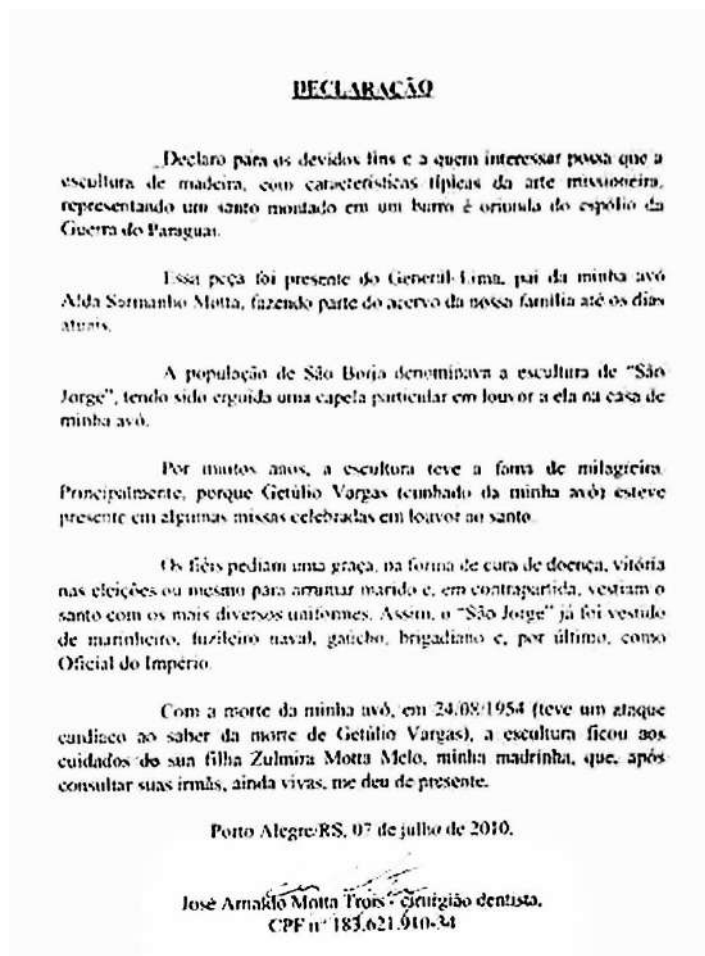 DECLARAÇÃO
Declaro para os devidos fins e a quem interessar possa que a
escultura de madeira, com características típicas da arte missioneira,
representando um santo montado em um burro é oriunda do espólio da
Guerra do Paraguai.
Essa peça foi presente do General Lima, pai da minha avó
Alda Sarmanho Motta, fazendo parte do acervo da nossa família até os dias
atuais.
A população de São Borja denominava a escultura de “São
Jorge”, tendo sido erguida uma capela particular em louvor a ela na casa de
minha avó.
Por muitos anos, a escultura teve a fama de milagreira.
Principalmente, porque Getúlio Vargas (cunhado da minha avó) esteve
presente em algumas missas celebradas em louvor ao santo.
Os fiéis pediam uma graça, na forma de cura de doença, vitória
nas eleições ou mesmo para arrumar marido e, em contrapartida, vestiam o
santo com os mais diversos uniformes. Assim, o “São Jorge” já foi vestido
de marinheiro, fuzileiro naval, gaúcho, brigadiano e, por último, como
Oficial do Império.
Com a morte da minha avó, em 24.08.1954 (teve um ataque
cardíaco ao saber da morte de Getúlio Vargas), a escultura ficou aos
cuidados de sua filha Zulmira Motta Melo, minha madrinha, que, após
consultar suas irmãs, ainda vivas, me deu de presente.
Porto Alegre/RS, 07 de julho de 2010.
José Arnaldo Motta Trois - cirurgião dentista.
CPF nº 183.621.910-34